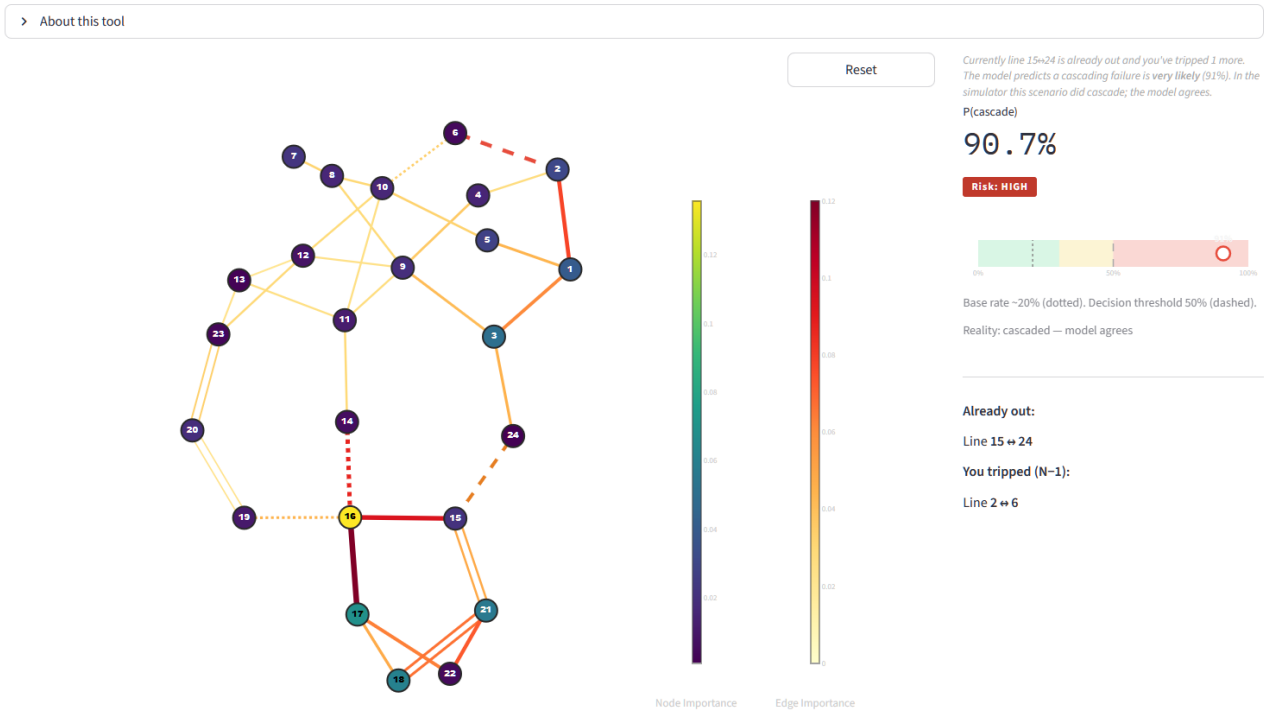 About this tool
Reset
Currently line 15↔24 is already out and you've tripped 1 more.
The model predicts a cascading failure is very likely (91%). In the
simulator this scenario did cascade; the model agrees.
P(cascade)
90.7%
Risk: HIGH
0%
50%
100%
Base rate ~20% (dotted). Decision threshold 50% (dashed).
Reality: cascaded — model agrees
Already out:
Line 15 ↔ 24
You tripped (N−1):
Line 2 ↔ 6
6
7
2
8
10
4
5
12
9
1
13
11
23
3
14
20
24
19
16
15
17
21
22
18
0.12
0.1
0.08
0.06
0.04
0.02
Node Importance
0.12
0.1
0.08
0.06
0.04
0.02
0
Edge Importance